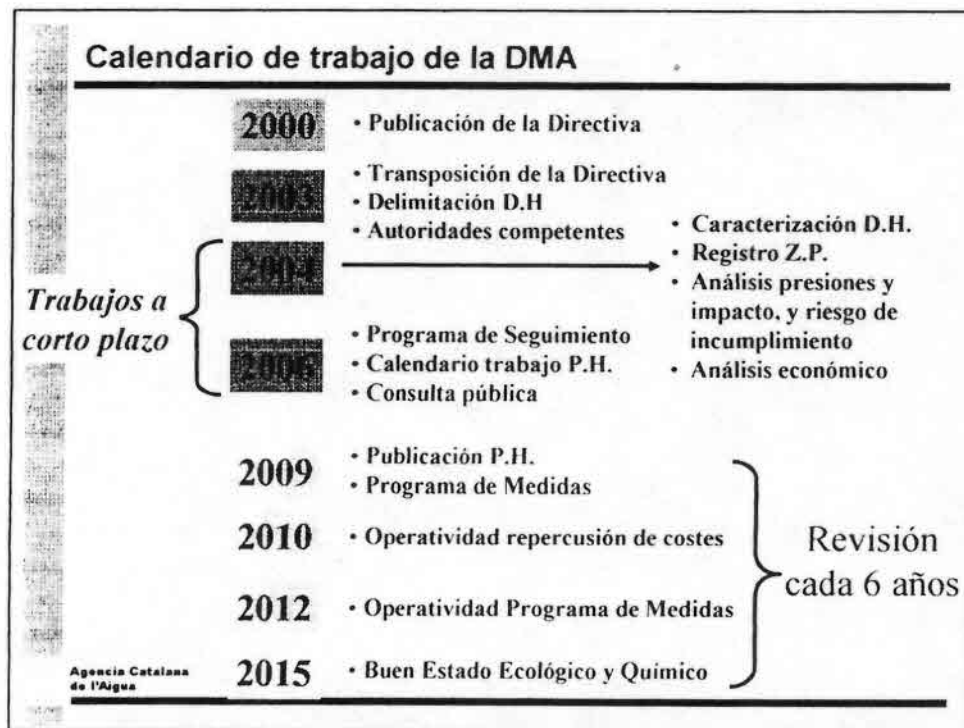 Calendario de trabajo de la DMA
2000
• Publicación de la Directiva
2003
• Transposición de la Directiva
• Delimitación D.H
• Autoridades competentes
2004
• Caracterización D.H.
• Registro Z.P.
• Análisis presiones y
impacto, y riesgo de
incumplimiento
• Análisis económico
Trabajos a
corto plazo
2006
• Programa de Seguimiento
• Calendario trabajo P.H.
• Consulta pública
2009
• Publicación P.H.
• Programa de Medidas
2010
• Operatividad repercusión de costes
2012
• Operatividad Programa de Medidas
2015
• Buen Estado Ecológico y Químico
Revisión
cada 6 años
Agencia Catalana
de l'Aigua